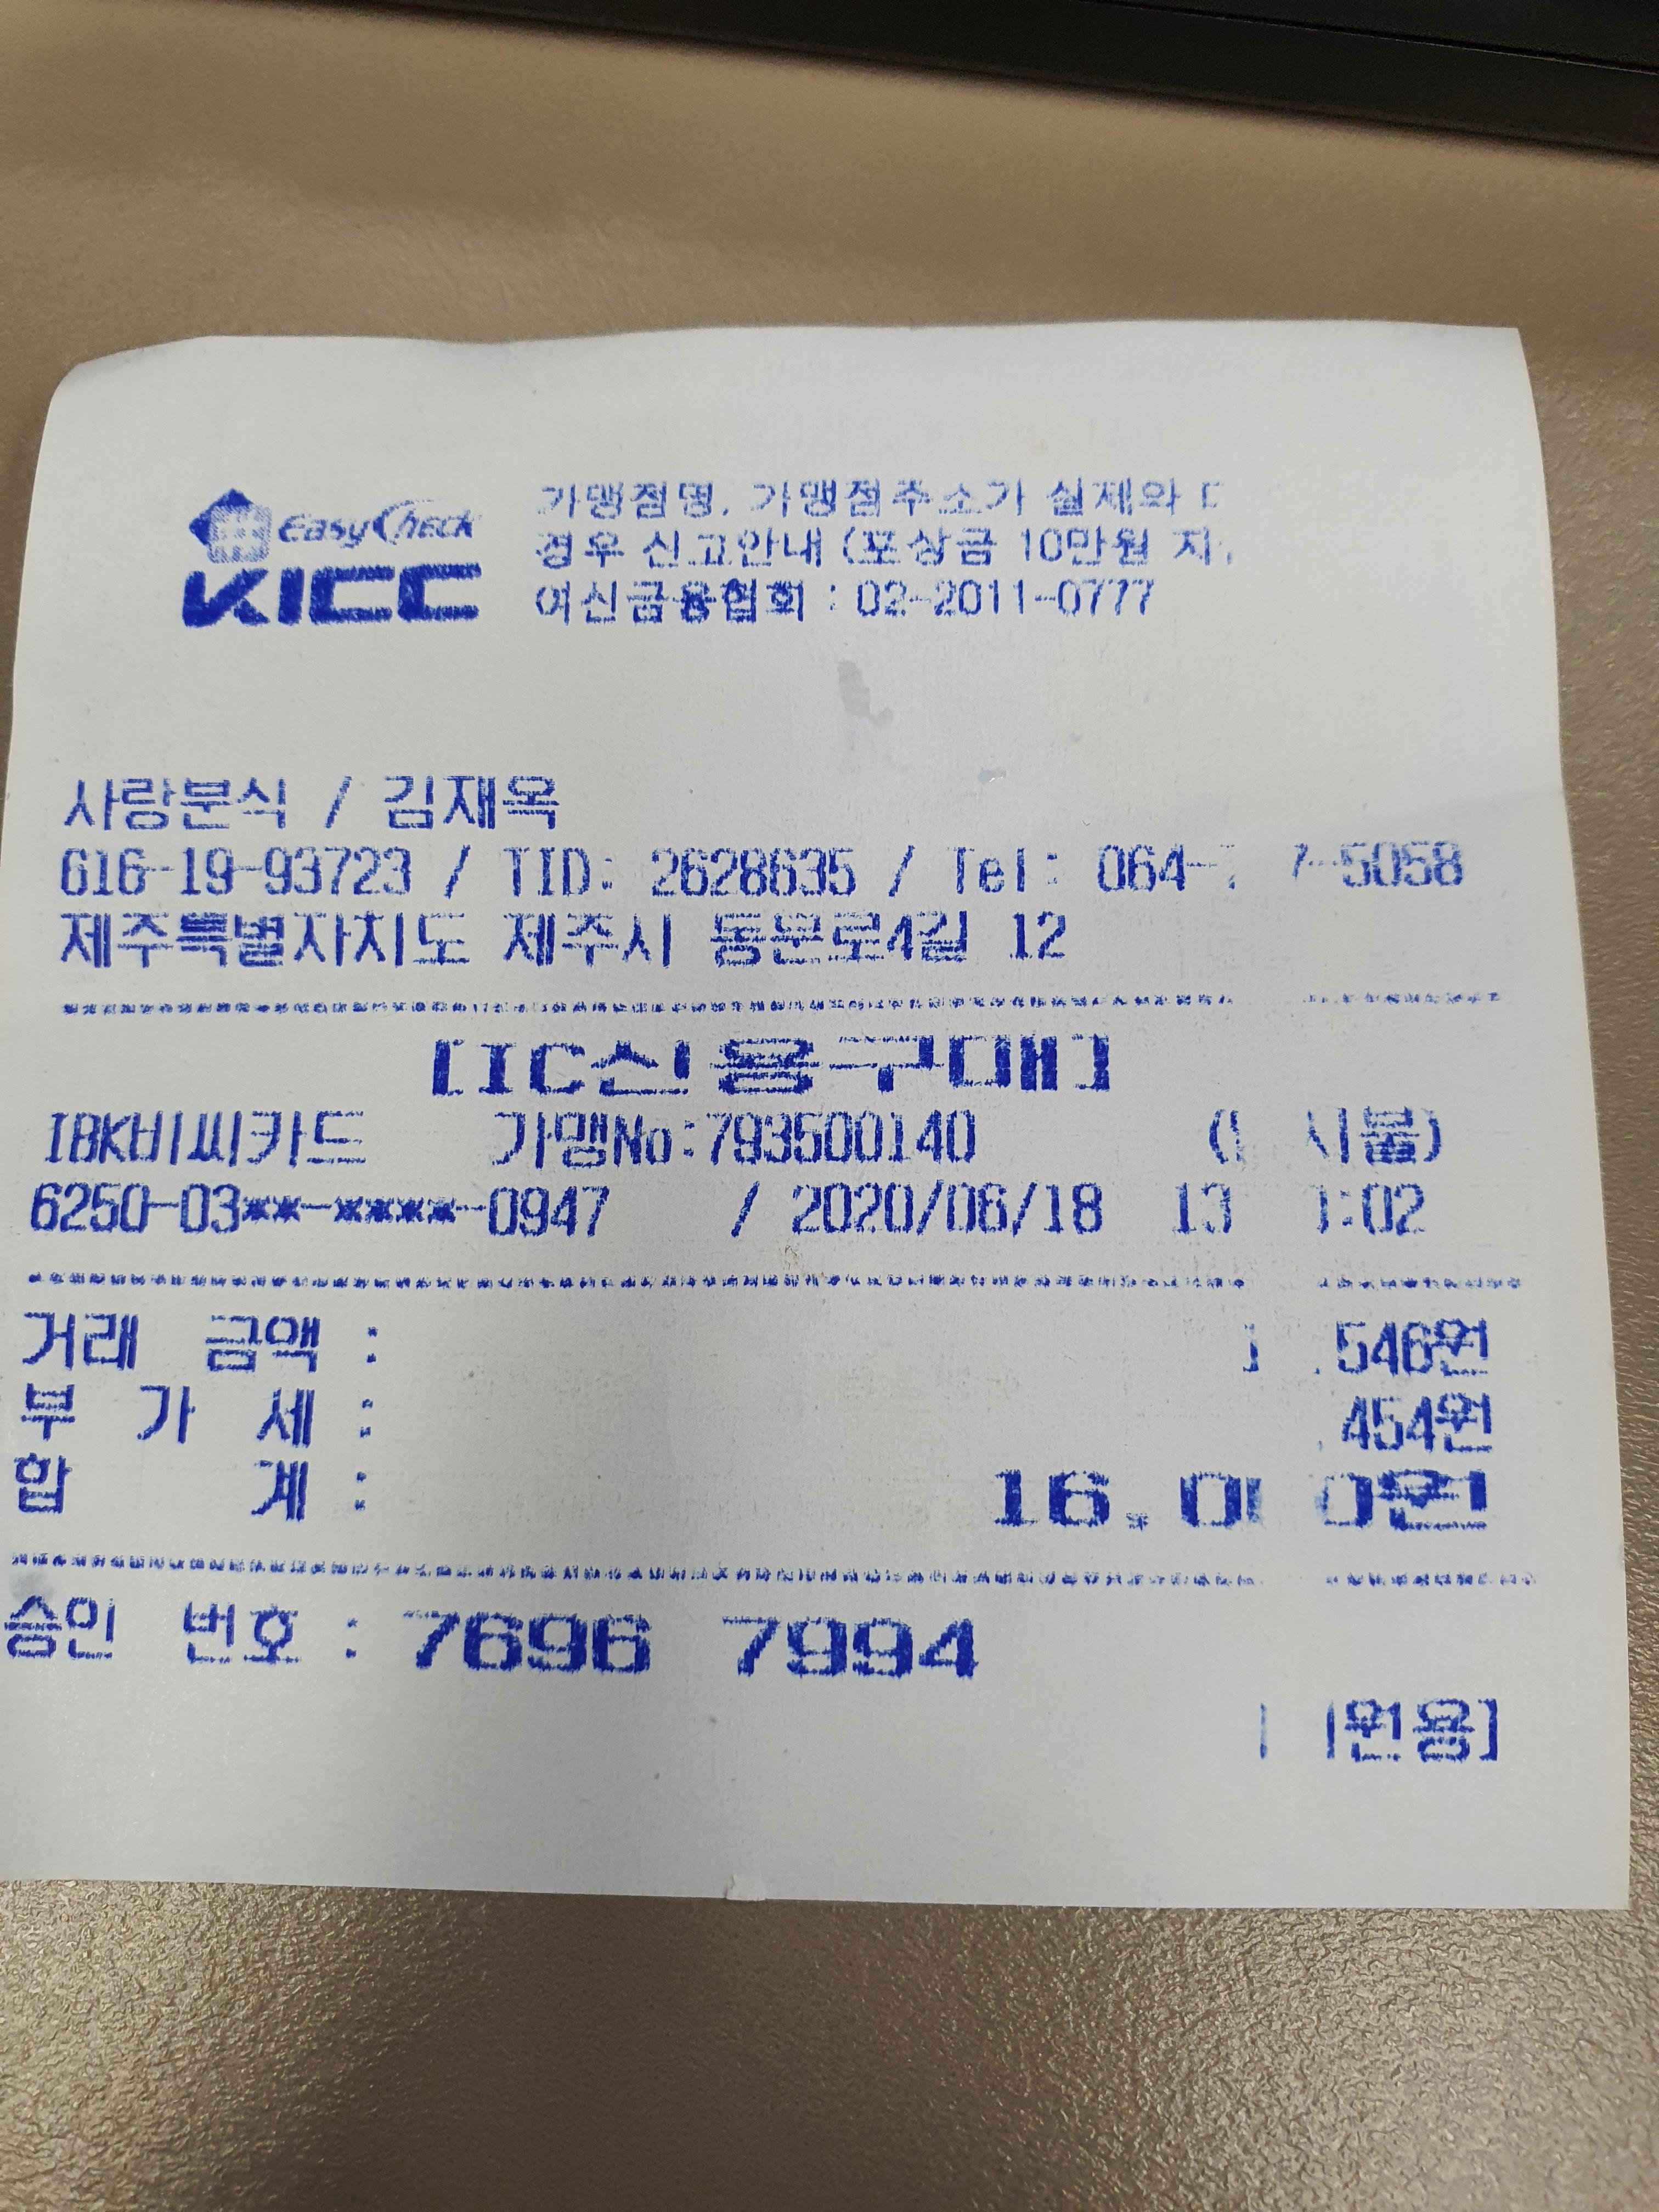 Easy Check
KICC
가맹점명, 가맹점주소가 실제와
경우 신고안내 (포상금 10만원
여신금융협회 : 02-2011-0777
사랑분식 / 김재옥
616-19-93723 / TID: 2628635 / Tel:
제주특별자치도 제주시 동문로4길 12
[IC신용구매]
IBK비씨카드 가맹No:793500140
6250-03**-****-0947 / 2020/06/18
거래 금액 :
부 가 세 :
합 계 :
승인 번호 : 7696 7994